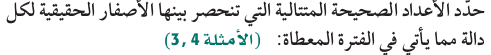 حدّد الأعداد الصحيحة المتتالية التي تنحصر بينها الأصفار الحقيقية لكل
دالة مما يأتي في الفترة المعطاة: (الأمثلة 4 ,3)